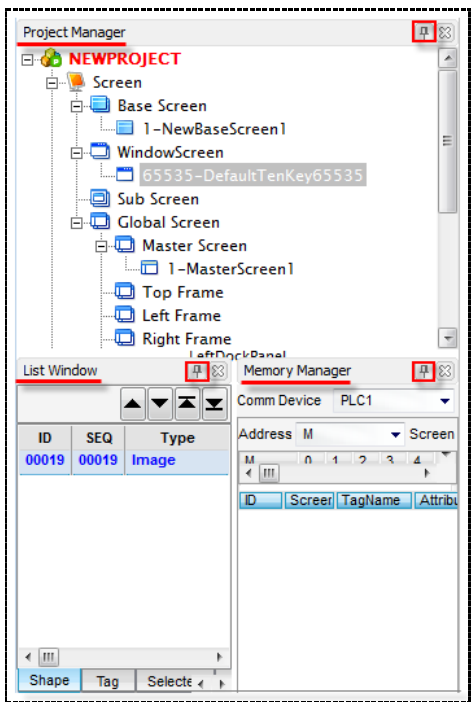 Project Manager
NEWPROJECT
Screen
Base Screen
1-NewBaseScreen1
WindowScreen
65535-DefaultTenKey65535
Sub Screen
Global Screen
Master Screen
1-MasterScreen1
Top Frame
Left Frame
Right Frame
LeftDockPanel
List Window
ID SEQ Type
00019 00019 Image
Shape Tag Selecte
Memory Manager
Comm Device PLC1
Address M Screen
M 0 1 2 3 4
ID Screer TagName Attribu